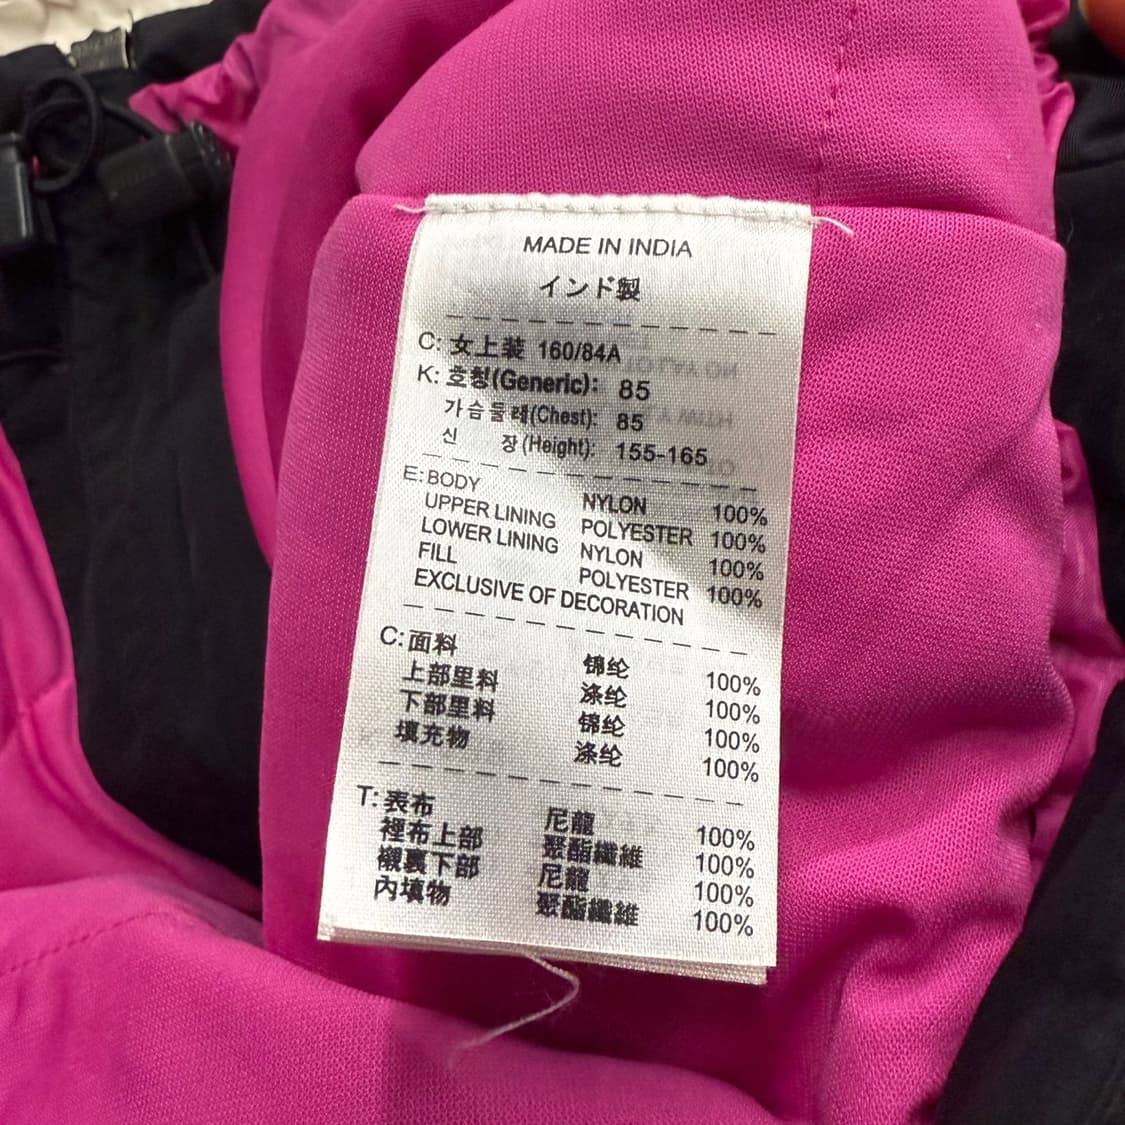 MADE IN INDIA
インド製
C: 女上装 160/84A
K: 호칭(Generic): 85
가슴둘레(Chest): 85
신 장(Height): 155-165
E: BODY NYLON 100%
UPPER LINING POLYESTER 100%
LOWER LINING NYLON 100%
FILL POLYESTER 100%
EXCLUSIVE OF DECORATION
C: 面料 锦纶 100%
上部里料 涤纶 100%
下部里料 锦纶 100%
填充物 涤纶 100%
T: 表布 尼龍 100%
裡布上部 聚酯纖維 100%
襯裏下部 尼龍 100%
內填物 聚酯纖維 100%